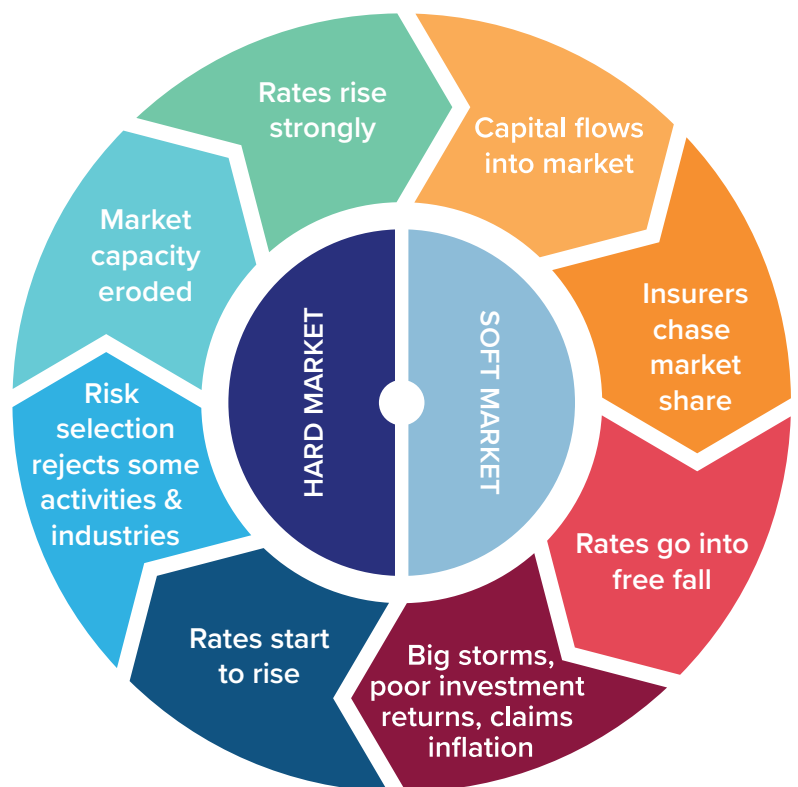 Rates rise
strongly
Capital flows
into market
Insurers
chase
market
share
Rates go into
free fall
Big storms,
poor investment
returns, claims
inflation
Rates start
to rise
Risk
selection
rejects some
activities &
industries
Market
capacity
eroded
HARD MARKET
SOFT MARKET